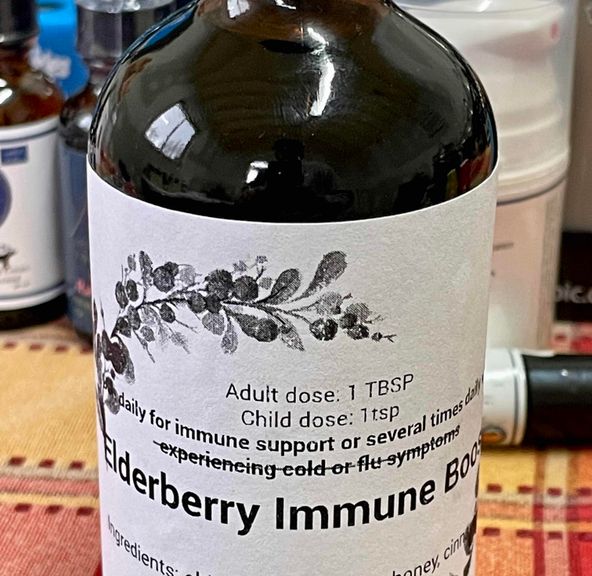 Adult dose: 1 TBSP
Child dose: 1tsp
daily for immune support or several times daily
experiencing cold or flu symptoms
Elderberry Immune
Ingredients:
honey,